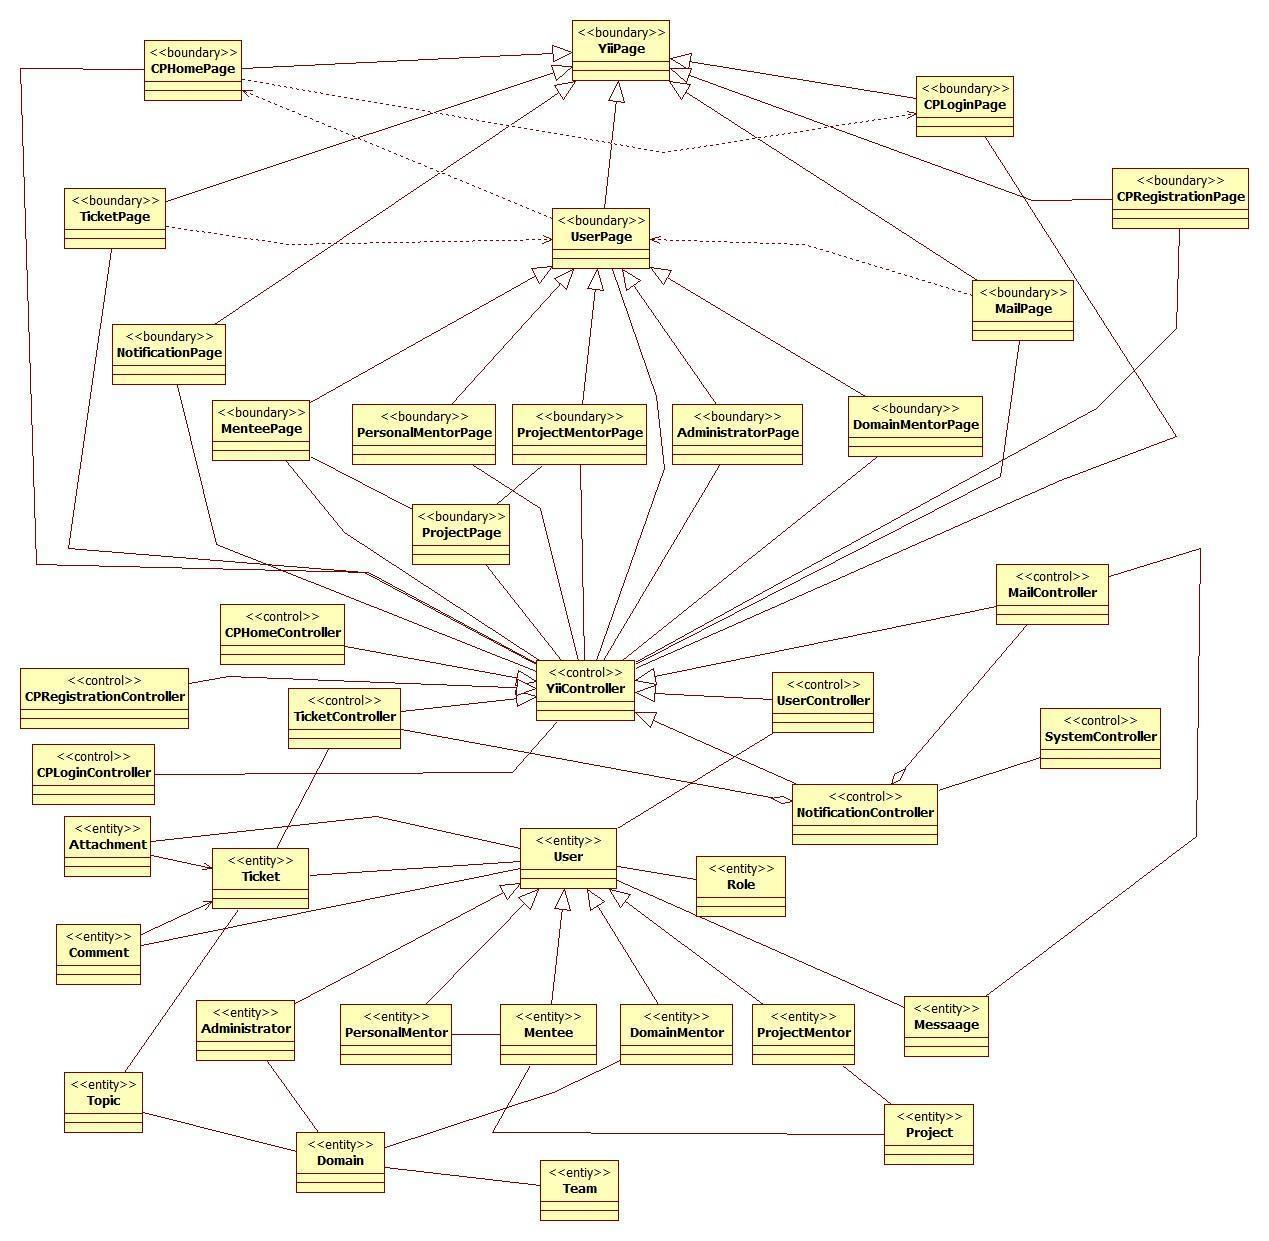 <<boundary>>
YiiPage
<<boundary>>
CPHomePage
<<boundary>>
CPLoginPage
<<boundary>>
CPRegistrationPage
<<boundary>>
TicketPage
<<boundary>>
UserPage
<<boundary>>
MailPage
<<boundary>>
NotificationPage
<<boundary>>
MenteePage
<<boundary>>
PersonalMentorPage
<<boundary>>
ProjectMentorPage
<<boundary>>
AdministratorPage
<<boundary>>
DomainMentorPage
<<boundary>>
ProjectPage
<<control>>
MailController
<<control>>
CPHomeController
<<control>>
YiiController
<<control>>
CPRegistrationController
<<control>>
UserController
<<control>>
TicketController
<<control>>
SystemController
<<control>>
CPLoginController
<<control>>
NotificationController
<<entity>>
Attachment
<<entity>>
User
<<entity>>
Ticket
<<entity>>
Role
<<entity>>
Comment
<<entity>>
Administrator
<<entity>>
PersonalMentor
<<entity>>
Mentee
<<entity>>
DomainMentor
<<entity>>
ProjectMentor
<<entity>>
Messaage
<<entity>>
Topic
<<entity>>
Project
<<entity>>
Domain
<<entiy>>
Team